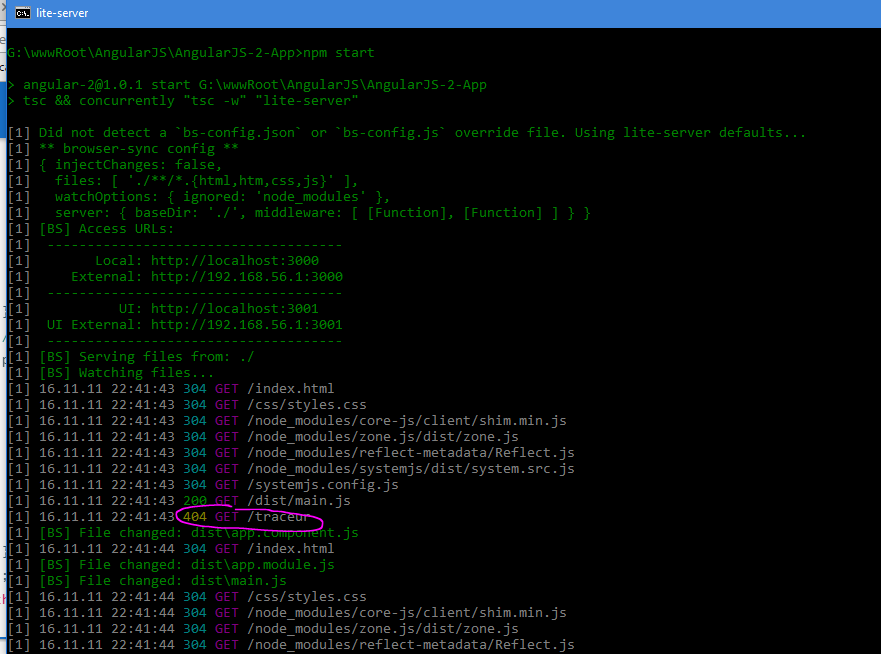 lite-server
G:\wwwRoot\AngularJS\AngularJS-2-App>npm start
> angular-2@1.0.1 start G:\wwwRoot\AngularJS\AngularJS-2-App
> tsc && concurrently "tsc -w" "lite-server"
[1] Did not detect a `bs-config.json` or `bs-config.js` override file. Using lite-server defaults...
[1] ** browser-sync config **
[1] { injectChanges: false,
[1]   files: [ './**/*.{html,htm,css,js}' ],
[1]   watchOptions: { ignored: 'node_modules' },
[1]   server: { baseDir: './', middleware: [ [Function], [Function] ] } }
[1] [BS] Access URLs:
[1]  -------------------------------------
[1]        Local: http://localhost:3000
[1]     External: http://192.168.56.1:3000
[1]  -------------------------------------
[1]           UI: http://localhost:3001
[1]  UI External: http://192.168.56.1:3001
[1]  -------------------------------------
[1] [BS] Serving files from: ./
[1] [BS] Watching files...
[1] 16.11.11 22:41:43 304 GET /index.html
[1] 16.11.11 22:41:43 304 GET /css/styles.css
[1] 16.11.11 22:41:43 304 GET /node_modules/core-js/client/shim.min.js
[1] 16.11.11 22:41:43 304 GET /node_modules/zone.js/dist/zone.js
[1] 16.11.11 22:41:43 304 GET /node_modules/reflect-metadata/Reflect.js
[1] 16.11.11 22:41:43 304 GET /node_modules/systemjs/dist/system.src.js
[1] 16.11.11 22:41:43 304 GET /systemjs.config.js
[1] 16.11.11 22:41:43 200 GET /dist/main.js
[1] 16.11.11 22:41:43 404 GET /traceur
[1] [BS] File changed: dist\app.component.js
[1] 16.11.11 22:41:44 304 GET /index.html
[1] [BS] File changed: dist\app.module.js
[1] [BS] File changed: dist\main.js
[1] 16.11.11 22:41:44 304 GET /css/styles.css
[1] 16.11.11 22:41:44 304 GET /node_modules/core-js/client/shim.min.js
[1] 16.11.11 22:41:44 304 GET /node_modules/zone.js/dist/zone.js
[1] 16.11.11 22:41:44 304 GET /node_modules/reflect-metadata/Reflect.js